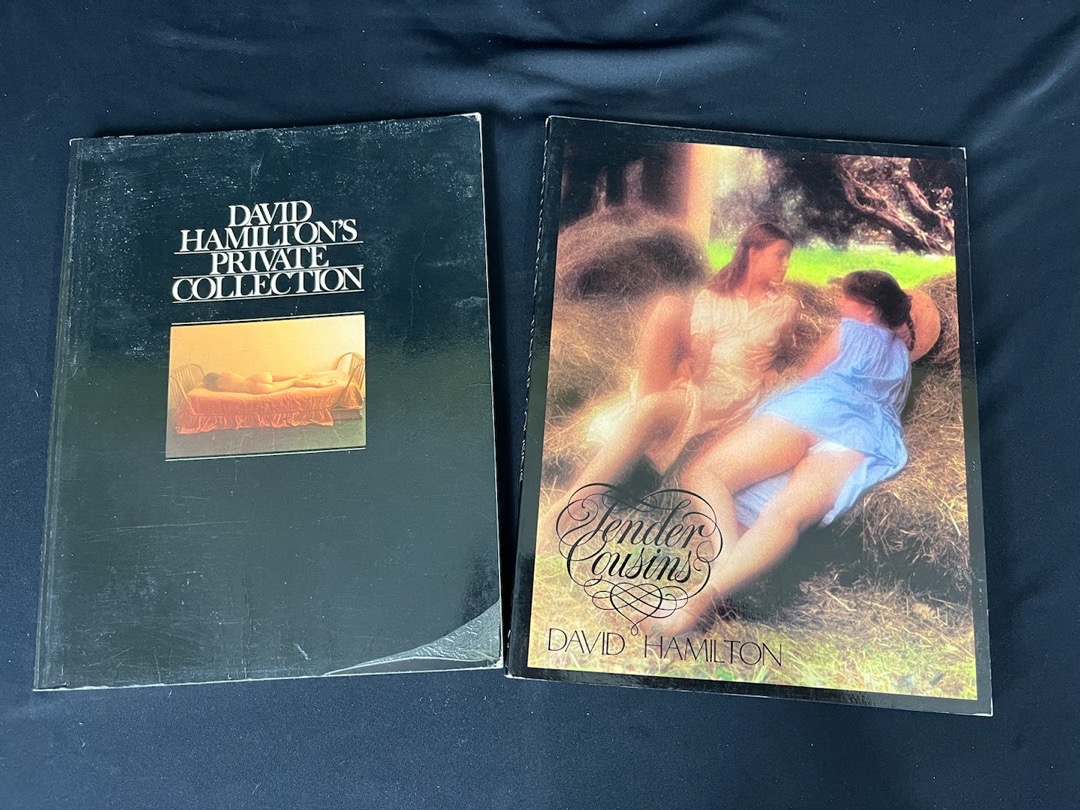 DAVID
HAMILTON'S
PRIVATE
COLLECTION
Tender
Cousins
DAVID HAMILTON